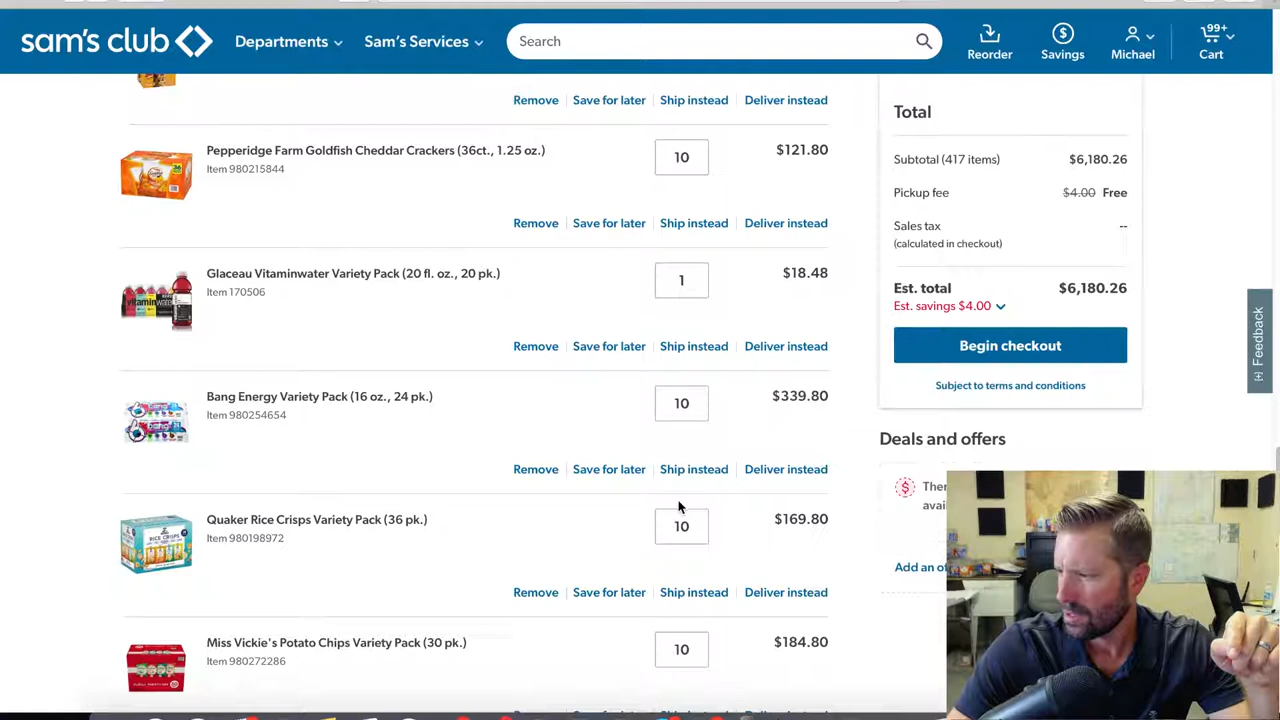 sam's club
Departments
Sam's Services
Search
Reorder
Savings
Michael
99+
Cart
Remove
Save for later
Ship instead
Deliver instead
Pepperidge Farm Goldfish Cheddar Crackers (36ct., 1.25 oz.)
Item 980215844
10
$121.80
Remove
Save for later
Ship instead
Deliver instead
Glaceau Vitaminwater Variety Pack (20 fl. oz., 20 pk.)
Item 170506
1
$18.48
Remove
Save for later
Ship instead
Deliver instead
Bang Energy Variety Pack (16 oz., 24 pk.)
Item 980254654
10
$339.80
Remove
Save for later
Ship instead
Deliver instead
Quaker Rice Crisps Variety Pack (36 pk.)
Item 980198972
10
$169.80
Remove
Save for later
Ship instead
Deliver instead
Miss Vickie's Potato Chips Variety Pack (30 pk.)
Item 980272286
10
$184.80
Total
Subtotal (417 items)
$6,180.26
Pickup fee
$4.00 Free
Sales tax
--
(calculated in checkout)
Est. total
$6,180.26
Est. savings $4.00
Begin checkout
Subject to terms and conditions
Deals and offers
Ther
avai
Add an of
[+] Feedback